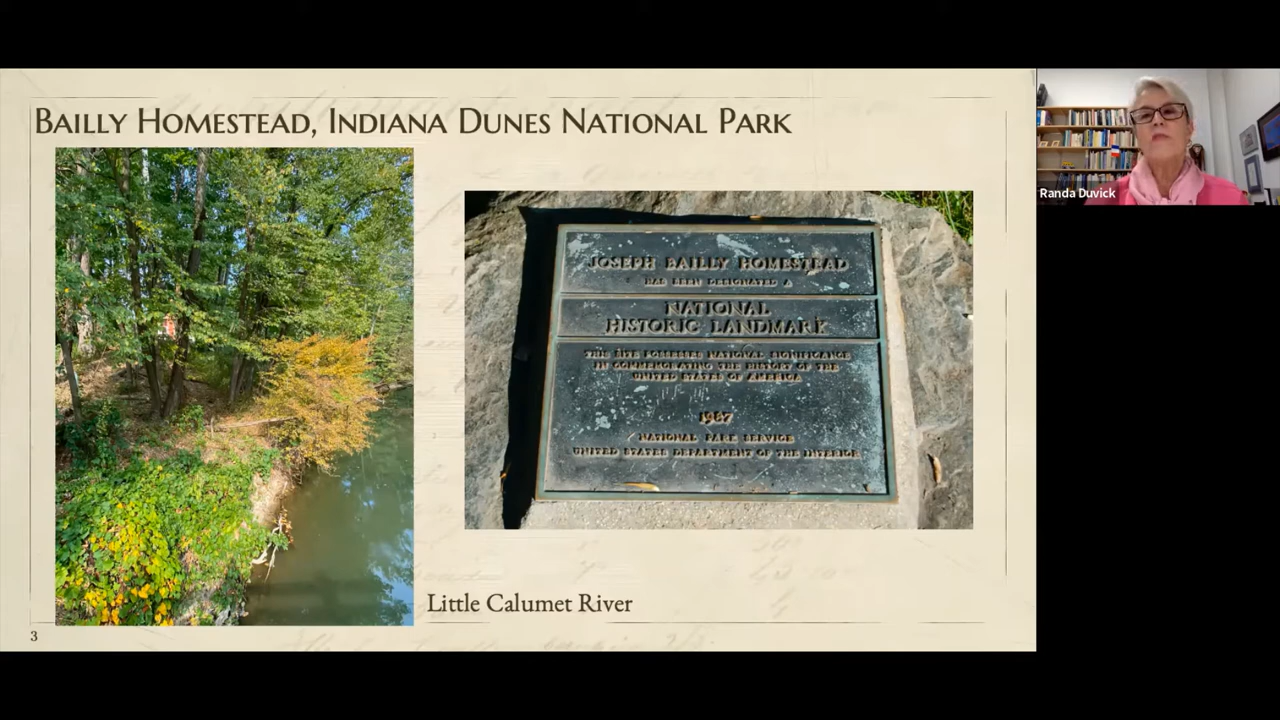 BAILLY HOMESTEAD, INDIANA DUNES NATIONAL PARK
JOSEPH BAILLY HOMESTEAD
HAS BEEN DESIGNATED A
NATIONAL
HISTORIC LANDMARK
THIS SITE POSSESSES NATIONAL SIGNIFICANCE
IN COMMEMORATING THE HISTORY OF THE
UNITED STATES OF AMERICA
NATIONAL PARK SERVICE
UNITED STATES DEPARTMENT OF THE INTERIOR
Little Calumet River
3
Randa Duvick